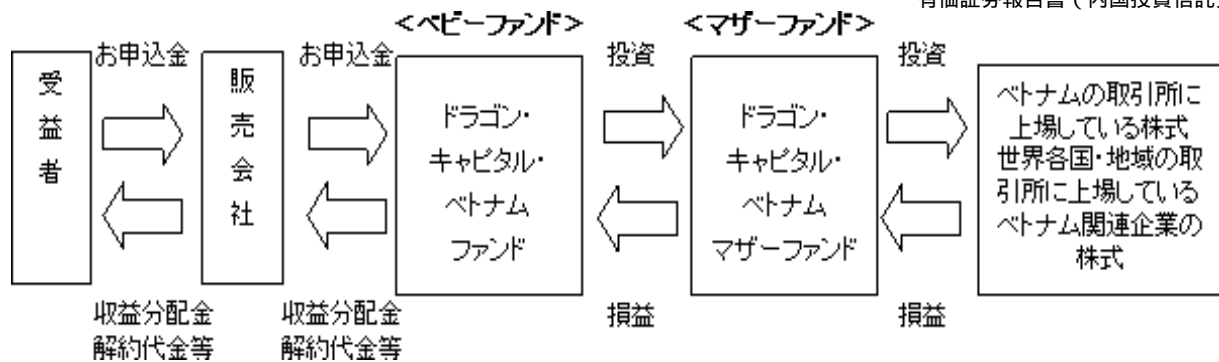 有価証券報告書（内国投資信託受
＜ベビーファンド＞
＜マザーファンド＞
お申込金
お申込金
投資
投資
受益者
販売会社
ドラゴン・
キャピタル・
ベトナム
ファンド
ドラゴン・
キャピタル・
ベトナム
マザーファンド
ベトナムの取引所に
上場している株式
世界各国・地域の取
引所に上場している
ベトナム関連企業の
株式
収益分配金
解約代金等
収益分配金
解約代金等
損益
損益